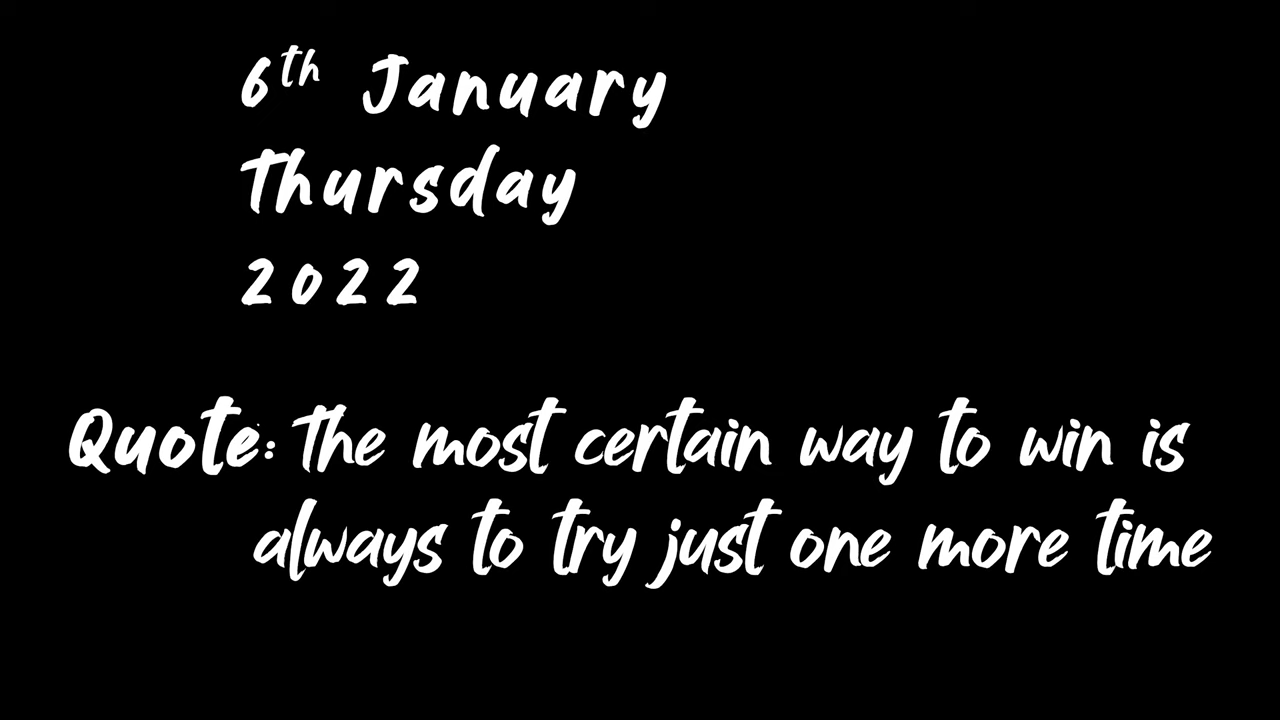 6th January
Thursday
2022
Quote: The most certain way to win is
always to try just one more time